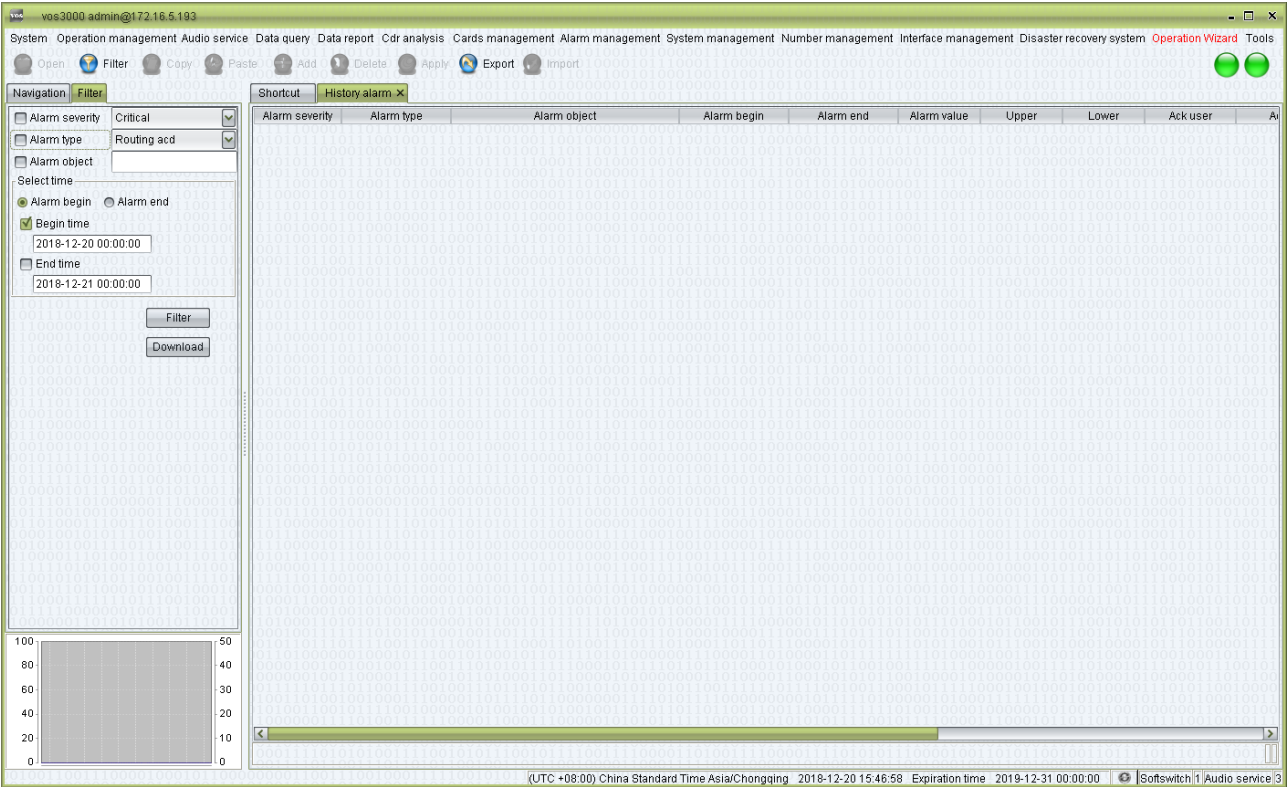 vos vos3000 admin@172.16.5.193
System Operation management Audio service Data query Data report Cdr analysis Cards management Alarm management System management Number management Interface management Disaster recovery system Operation Wizard Tools
Open Filter Copy Paste Add Delete Apply Export Import
Navigation Filter Shortcut History alarm
Alarm severity Alarm type Alarm object Alarm begin Alarm end Alarm value Upper Lower Ack user A
Alarm severity Critical
Alarm type Routing acd
Alarm object
Select time
Alarm begin Alarm end
Begin time
2018-12-20 00:00:00
End time
2018-12-21 00:00:00
Filter
Download
100 50
80 40
60 30
40 20
20 10
0 0
(UTC +08:00) China Standard Time Asia/Chongqing 2018-12-20 15:46:58 Expiration time 2019-12-31 00:00:00 Softswitch 1 Audio service 3